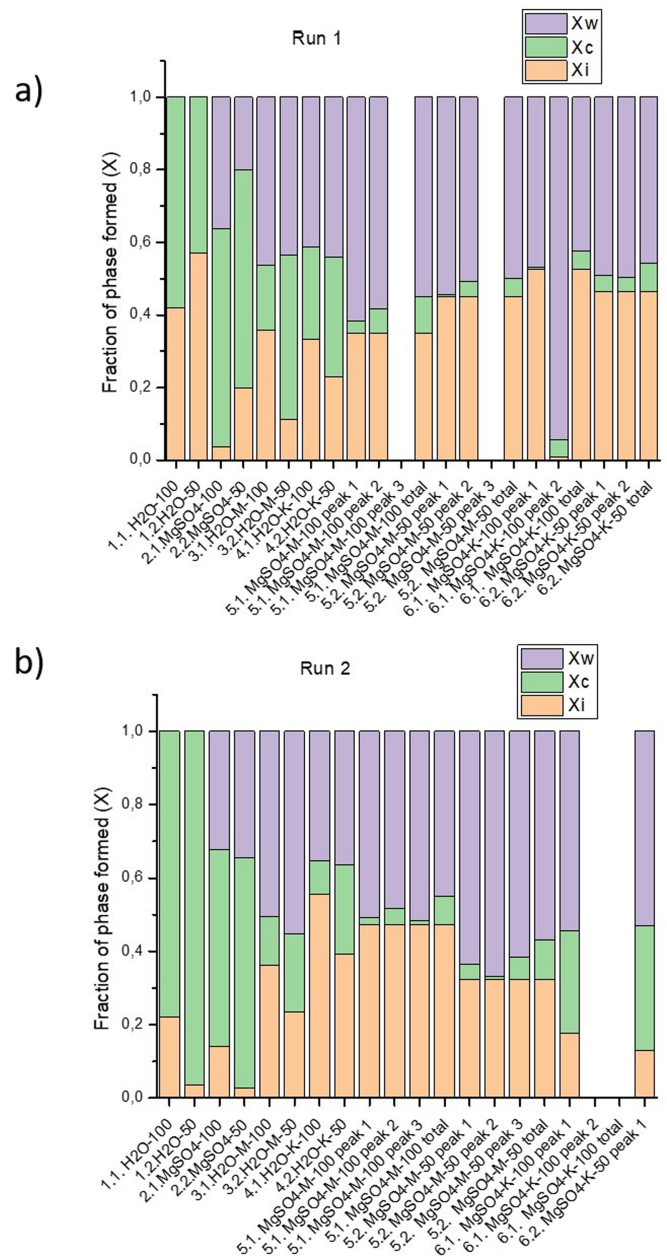 Run 1
Xw
Xc
Xi
a)
Fraction of phase formed (X)
1,0
0,8
0,6
0,4
0,2
0,0
1.1. H2O-100
1.2.H2O-50
2.1.MgSO4-100
2.2.MgSO4-50
3.1.H2O-M-100
3.2.H2O-M-50
4.1.H2O-K-100
4.2.H2O-K-50
5.1. MgSO4-M-100 peak 1
5.1. MgSO4-M-100 peak 2
5.1. MgSO4-M-100 peak 3
5.1. MgSO4-M-100 total
5.2. MgSO4-M-50 peak 1
5.2. MgSO4-M-50 peak 2
5.2. MgSO4-M-50 peak 3
5.2. MgSO4-M-50 total
6.1. MgSO4-K-100 peak 1
6.1. MgSO4-K-100 peak 2
6.1. MgSO4-K-100 total
6.2. MgSO4-K-50 peak 1
6.2. MgSO4-K-50 peak 2
6.2. MgSO4-K-50 total
b)
Run 2
Xw
Xc
Xi
Fraction of phase formed (X)
1,0
0,8
0,6
0,4
0,2
0,0
1.1. H2O-100
1.2.H2O-50
2.1.MgSO4-100
2.2.MgSO4-50
3.1.H2O-M-100
3.2.H2O-M-50
4.1.H2O-K-100
4.2.H2O-K-50
5.1. MgSO4-M-100 peak 1
5.1. MgSO4-M-100 peak 2
5.1. MgSO4-M-100 peak 3
5.1. MgSO4-M-100 total
5.2. MgSO4-M-50 peak 1
5.2. MgSO4-M-50 peak 2
5.2. MgSO4-M-50 peak 3
5.2. MgSO4-M-50 total
6.1. MgSO4-K-100 peak 1
6.1. MgSO4-K-100 peak 2
6.1. MgSO4-K-100 total
6.2. MgSO4-K-50 peak 1